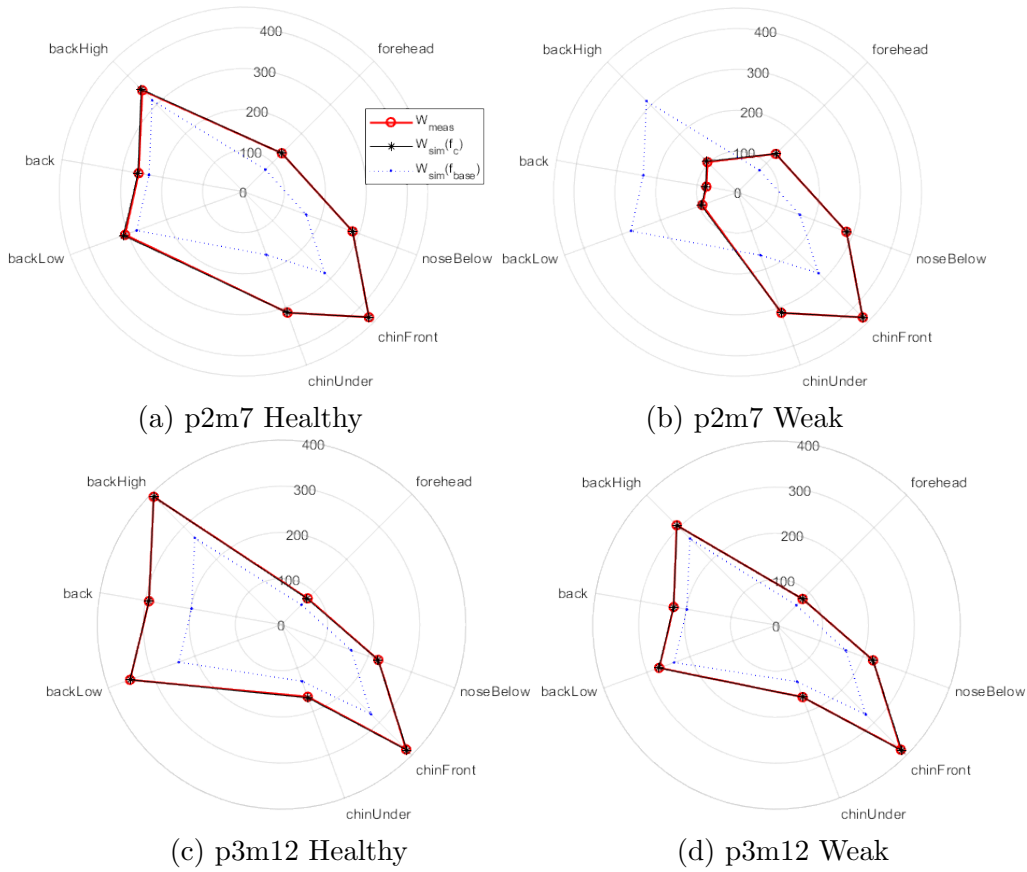 400
300
200
100
0
forehead
backHigh
back
backLow
noseBelow
chinFront
chinUnder
W_meas
W_sim(f_c)
W_sim(f_base)
(a) p2m7 Healthy
400
300
200
100
0
forehead
backHigh
back
backLow
noseBelow
chinFront
chinUnder
(b) p2m7 Weak
400
300
200
100
0
forehead
backHigh
back
backLow
noseBelow
chinFront
chinUnder
(c) p3m12 Healthy
400
300
200
100
0
forehead
backHigh
back
backLow
noseBelow
chinFront
chinUnder
(d) p3m12 Weak